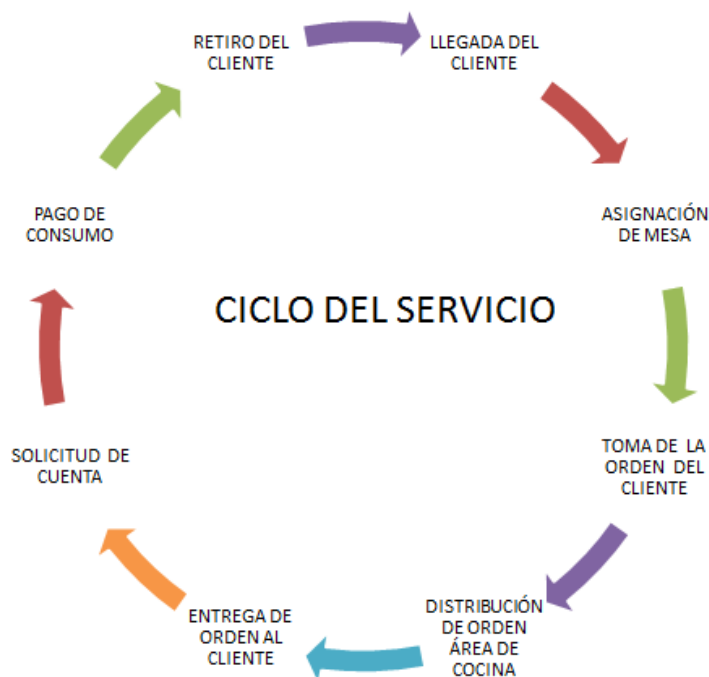 RETIRO DEL
CLIENTE
LLEGADA DEL
CLIENTE
ASIGNACIÓN
DE MESA
TOMA DE LA
ORDEN DEL
CLIENTE
DISTRIBUCIÓN
DE ORDEN
ÁREA DE
COCINA
ENTREGA DE
ORDEN AL
CLIENTE
SOLICITUD DE
CUENTA
PAGO DE
CONSUMO
CICLO DEL SERVICIO